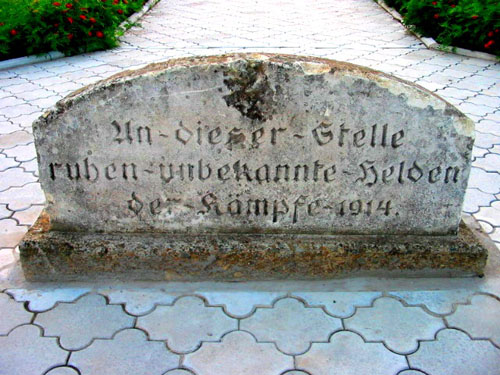 An-dieser-Stelle
ruhen-unbekannte-Helden
der-Kämpfe-1914.